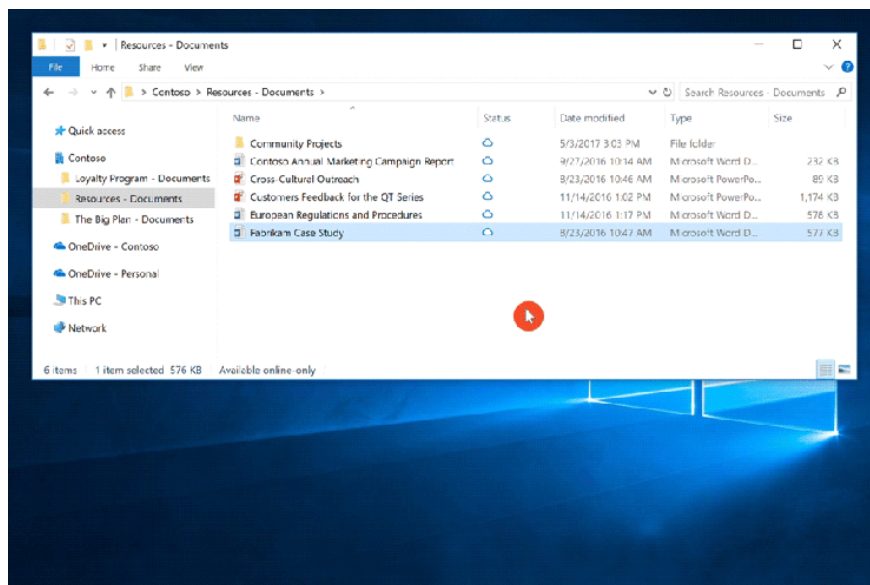 Resources - Documents
File Home Share View
Contoso > Resources - Documents > Search Resources - Documents
Name Status Date modified Type Size
Quick access
Contoso
Loyalty Program - Documents
Resources - Documents
The Big Plan - Documents
OneDrive - Contoso
OneDrive - Personal
This PC
Network
Community Projects 5/3/2017 3:03 PM File folder
Contoso Annual Marketing Campaign Report 9/27/2016 10:14 AM Microsoft Word D... 232 KB
Cross-Cultural Outreach 8/23/2016 10:46 AM Microsoft PowerPo... 89 KB
Customers Feedback for the QT Series 11/14/2016 1:02 PM Microsoft PowerPo... 1,174 KB
European Regulations and Procedures 11/14/2016 1:17 PM Microsoft Word D... 578 KB
Fabrikam Case Study 8/23/2016 10:47 AM Microsoft Word D... 577 KB
6 items 1 item selected 576 KB Available online-only